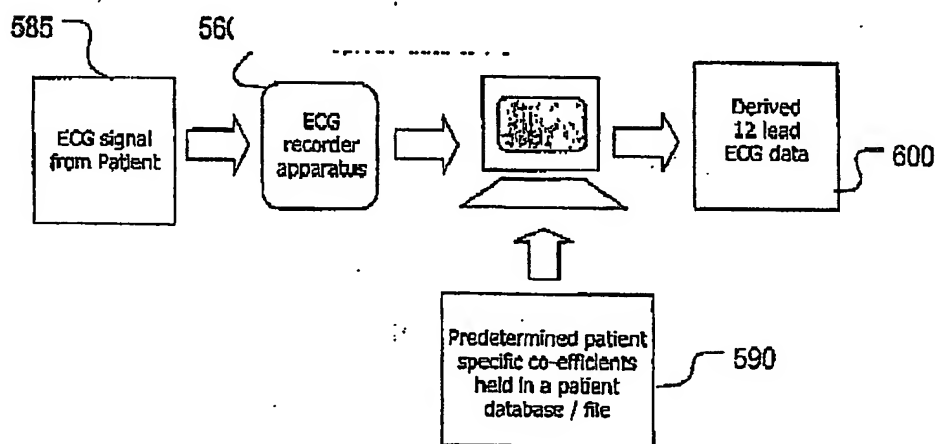 585
ECG signal
from Patient
ECG
recorder
apparatus
Derived
12 lead
ECG data
600
Predetermined patient
specific co-efficients
held in a patient
database / file
590